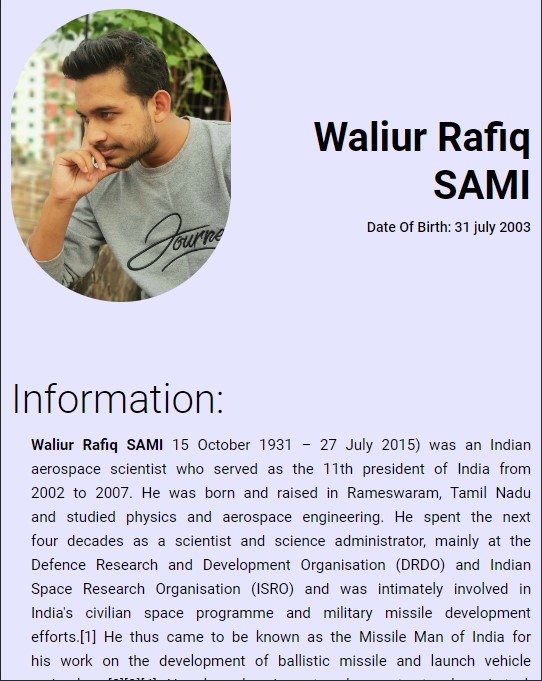 Waliur Rafiq
SAMI
Date Of Birth: 31 july 2003
Information:
Waliur Rafiq SAMI 15 October 1931 – 27 July 2015) was an Indian
aerospace scientist who served as the 11th president of India from
2002 to 2007. He was born and raised in Rameswaram, Tamil Nadu
and studied physics and aerospace engineering. He spent the next
four decades as a scientist and science administrator, mainly at the
Defence Research and Development Organisation (DRDO) and Indian
Space Research Organisation (ISRO) and was intimately involved in
India's civilian space programme and military missile development
efforts.[1] He thus came to be known as the Missile Man of India for
his work on the development of ballistic missile and launch vehicle